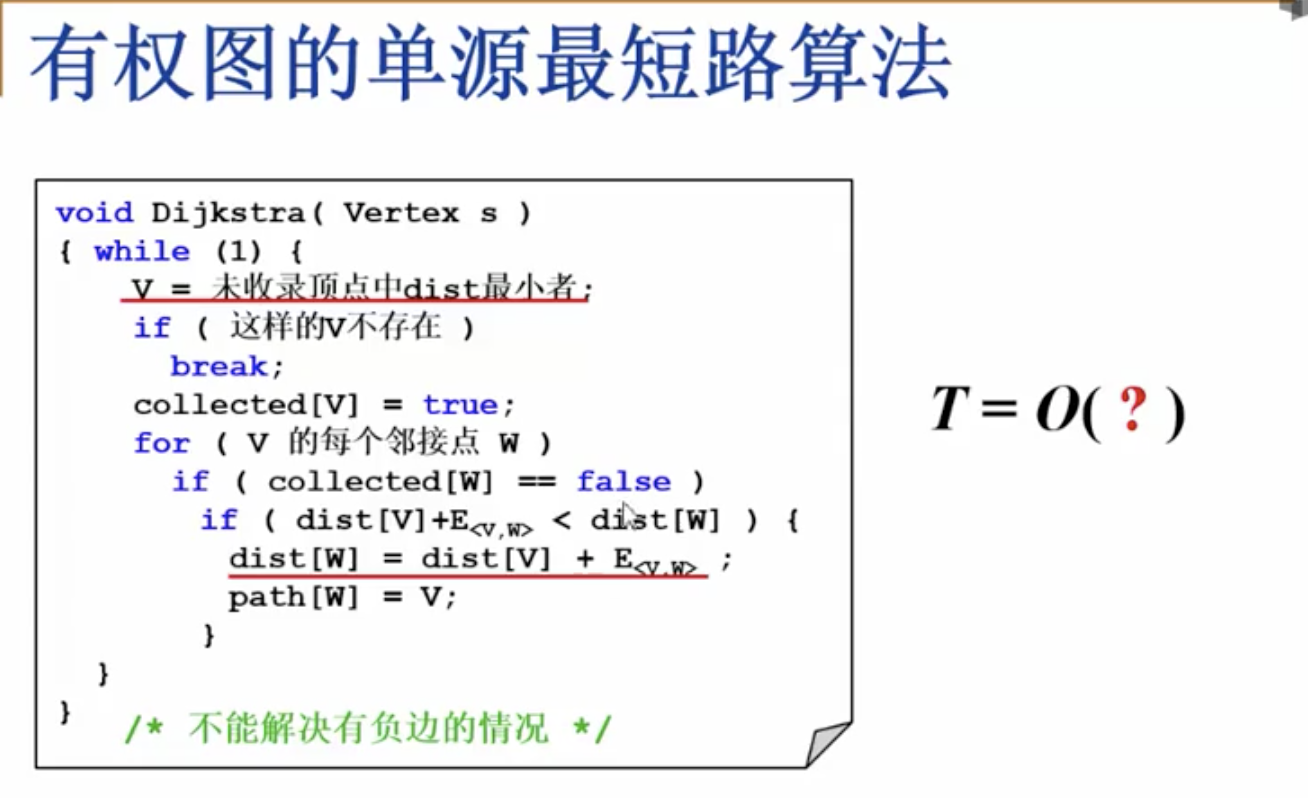 有权图的单源最短路算法
void Dijkstra( Vertex s )
{ while (1) {
V = 未收录顶点中dist最小者;
if ( 这样的V不存在 )
break;
collected[V] = true;
for ( V 的每个邻接点 W )
if ( collected[W] == false )
if ( dist[V]+E<V,W> < dist[W] ) {
dist[W] = dist[V] + E<V,W> ;
path[W] = V;
}
}
}
/* 不能解决有负边的情况 */
T = O( ? )